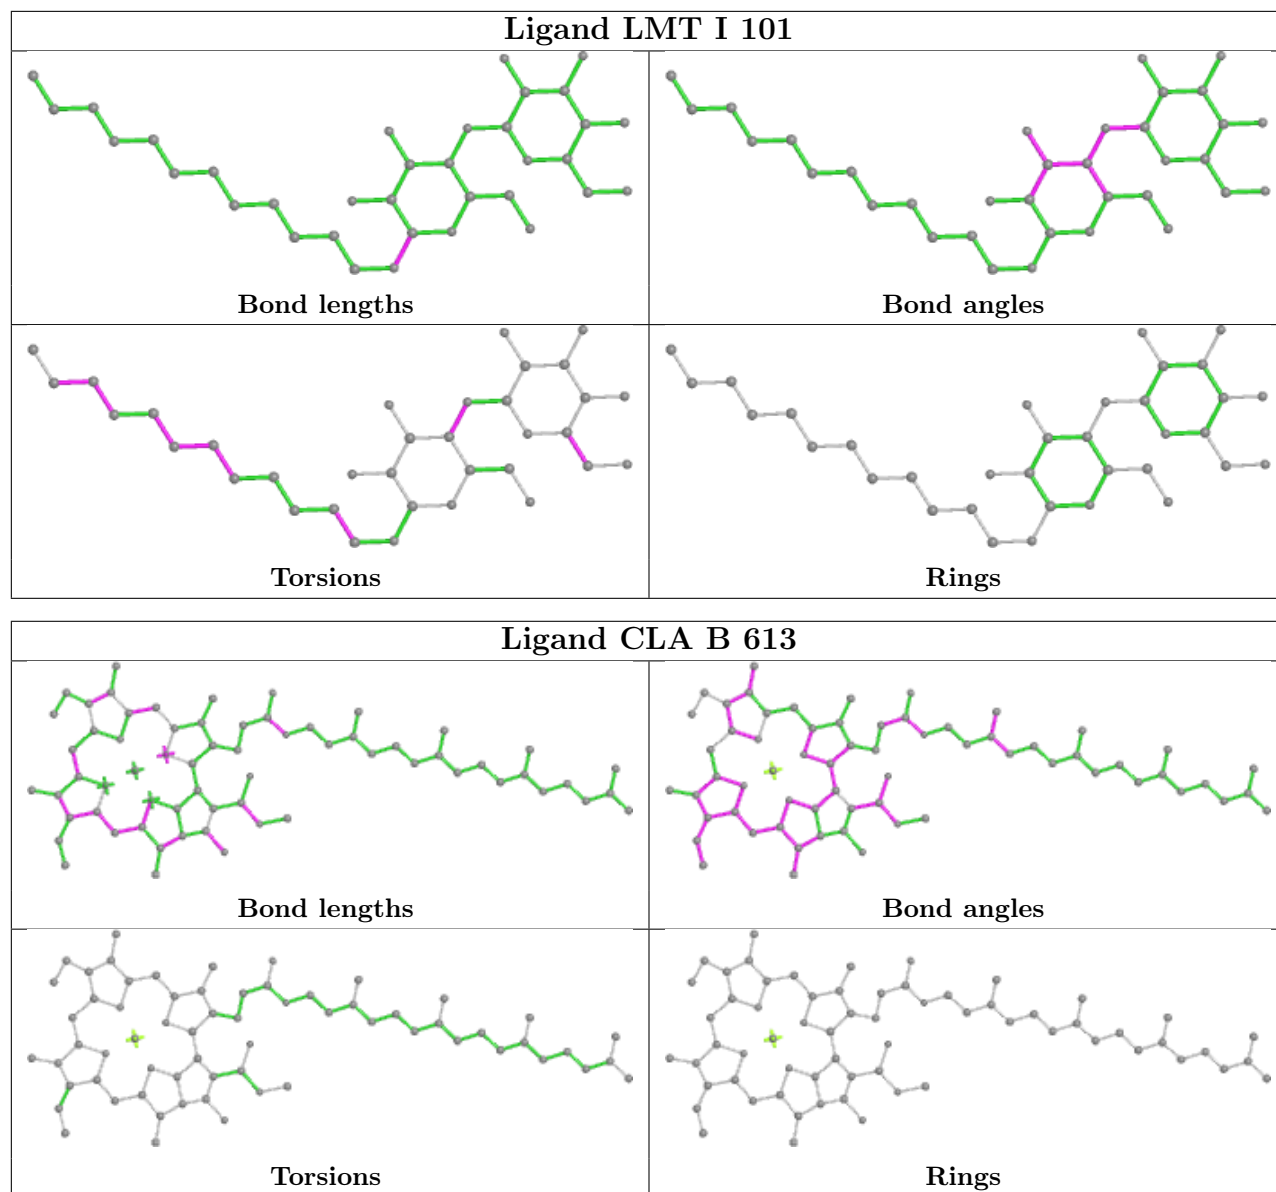 Ligand LMT I 101
Bond lengths
Bond angles
Torsions
Rings
Ligand CLA B 613
Bond lengths
Bond angles
Torsions
Rings